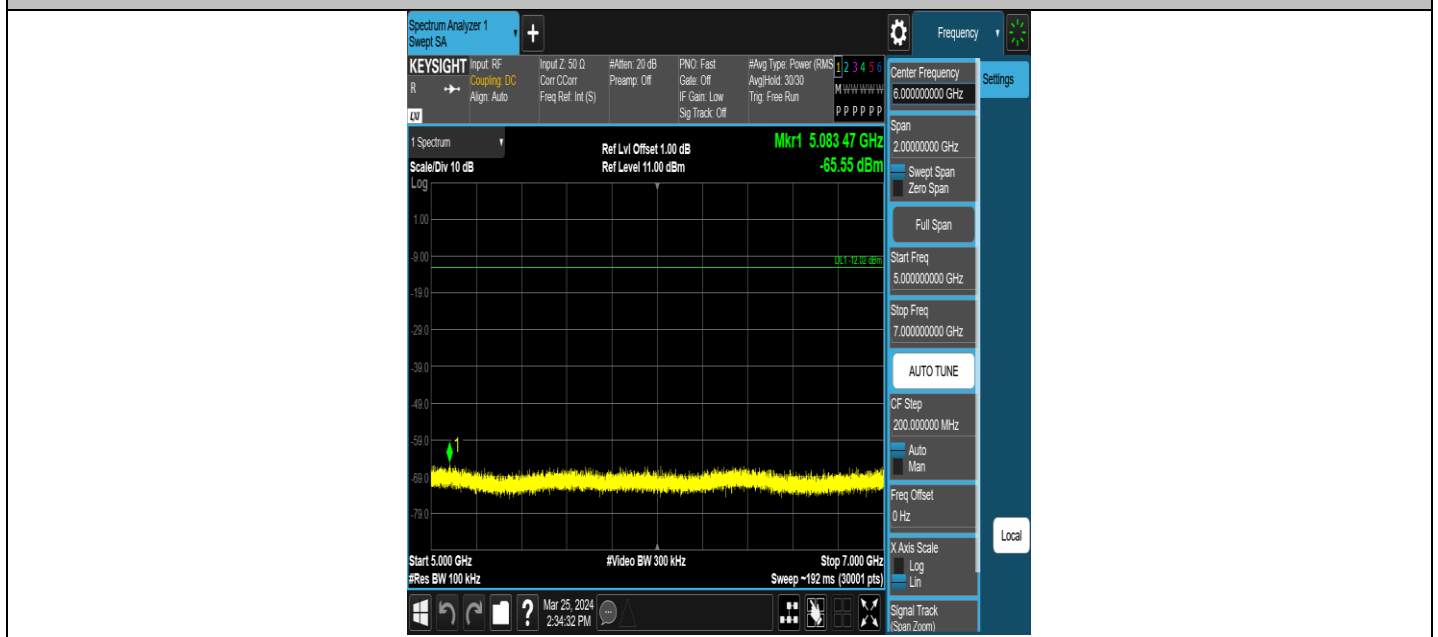 Spectrum Analyzer 1
Swept SA
+
Frequency
KEYSIGHT
R
LXI
Input: RF
Coupling: DC
Align: Auto
Input Z: 50 Ω
Corr CCorr
Freq Ref: Int (S)
#Atten: 20 dB
Preamp: Off
PNO: Fast
Gate: Off
IF Gain: Low
Sig Track: Off
#Avg Type: Power (RMS
Avg|Hold: 30/30
Trig: Free Run
1 2 3 4 5 6
M W W W W W
P P P P P P
1 Spectrum
Scale/Div 10 dB
Log
Ref Lvl Offset 1.00 dB
Ref Level 11.00 dBm
Mkr1 5.083 47 GHz
-65.55 dBm
1.00
-9.00
DL1 -12.02 dBm
-19.0
-29.0
-39.0
-49.0
-59.0
1
-69.0
-79.0
Start 5.000 GHz
#Res BW 100 kHz
#Video BW 300 kHz
Stop 7.000 GHz
Sweep ~192 ms (30001 pts)
?
Mar 25, 2024
2:34:32 PM
Center Frequency
6.000000000 GHz
Span
2.00000000 GHz
Swept Span
Zero Span
Full Span
Start Freq
5.000000000 GHz
Stop Freq
7.000000000 GHz
AUTO TUNE
CF Step
200.000000 MHz
Auto
Man
Freq Offset
0 Hz
X Axis Scale
Log
Lin
Signal Track
(Span Zoom)
Settings
Local